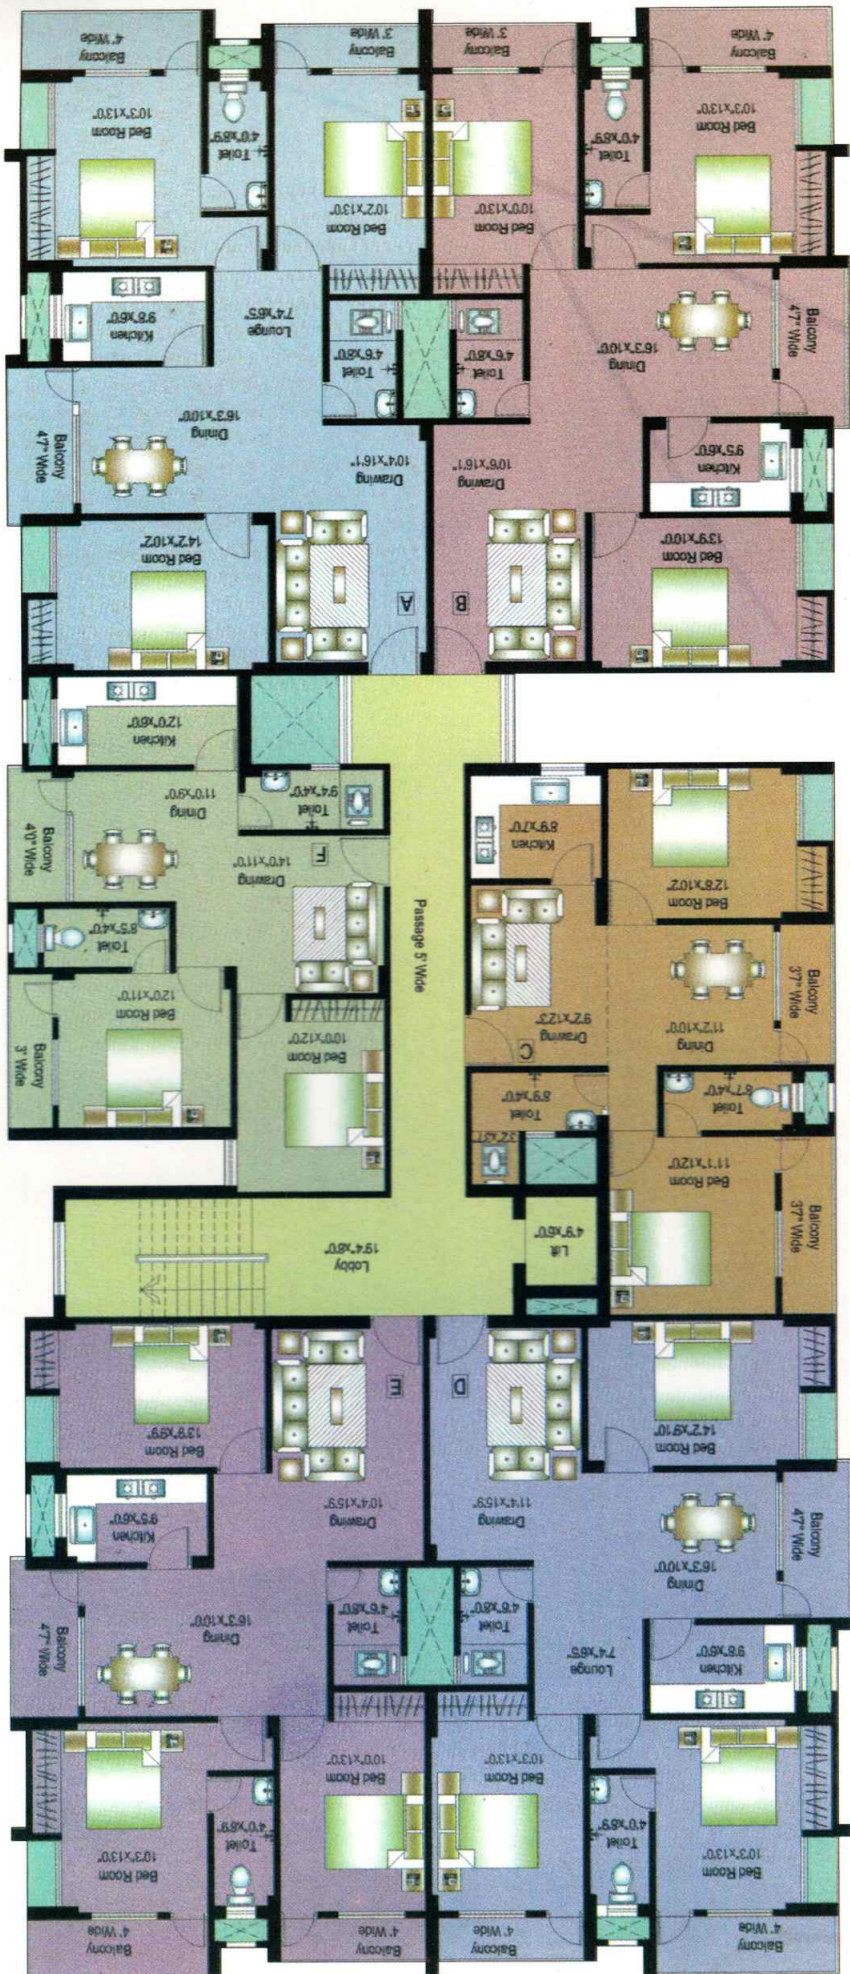 Balcony
4' Wide
Bed Room
10'3"x13'0"
Toilet
4'0"x8'9"
Balcony
3' Wide
Bed Room
10'2"x13'0"
Kitchen
9'8"x6'0"
Lounge
7'4"x6'5"
Toilet
4'6"x8'0"
Balcony
4'7" Wide
Dining
16'3"x10'0"
Drawing
10'4"x16'1"
Bed Room
14'2"x10'2"
A
Balcony
3' Wide
Bed Room
10'0"x13'0"
Toilet
4'0"x8'9"
Balcony
4' Wide
Bed Room
10'3"x13'0"
Toilet
4'6"x8'0"
Dining
16'3"x10'0"
Balcony
4'7" Wide
Drawing
10'6"x16'1"
Kitchen
9'5"x6'0"
Bed Room
13'9"x10'0"
B
Kitchen
12'0"x6'0"
Dining
11'0"x9'0"
Toilet
9'4"x4'0"
Balcony
4'0" Wide
Drawing
14'0"x11'0"
F
Toilet
8'5"x4'0"
Bed Room
12'0"x11'0"
Balcony
3' Wide
Bed Room
10'0"x12'0"
Passage 5' Wide
Kitchen
8'9"x7'0"
Bed Room
12'8"x10'2"
Drawing
9'2"x12'3"
C
Dining
11'2"x10'0"
Balcony
3'7" Wide
Toilet
8'9"x4'0"
Toilet
8'7"x4'0"
Bed Room
11'1"x12'0"
Balcony
3'7" Wide
Lobby
19'4"x8'0"
Lift
4'9"x6'0"
Bed Room
13'9"x9'9"
E
Drawing
10'4"x15'9"
Kitchen
9'5"x6'0"
Balcony
4'7" Wide
Dining
16'3"x10'0"
Toilet
4'6"x8'0"
Bed Room
10'3"x13'0"
Toilet
4'0"x8'9"
Bed Room
10'0"x13'0"
Balcony
4' Wide
Balcony
4' Wide
D
Drawing
11'4"x15'9"
Bed Room
14'2"x9'10"
Dining
16'3"x10'0"
Balcony
4'7" Wide
Toilet
4'6"x8'0"
Lounge
7'4"x6'5"
Kitchen
9'8"x6'0"
Bed Room
10'3"x13'0"
Toilet
4'0"x8'9"
Bed Room
10'3"x13'0"
Balcony
4' Wide
Balcony
4' Wide